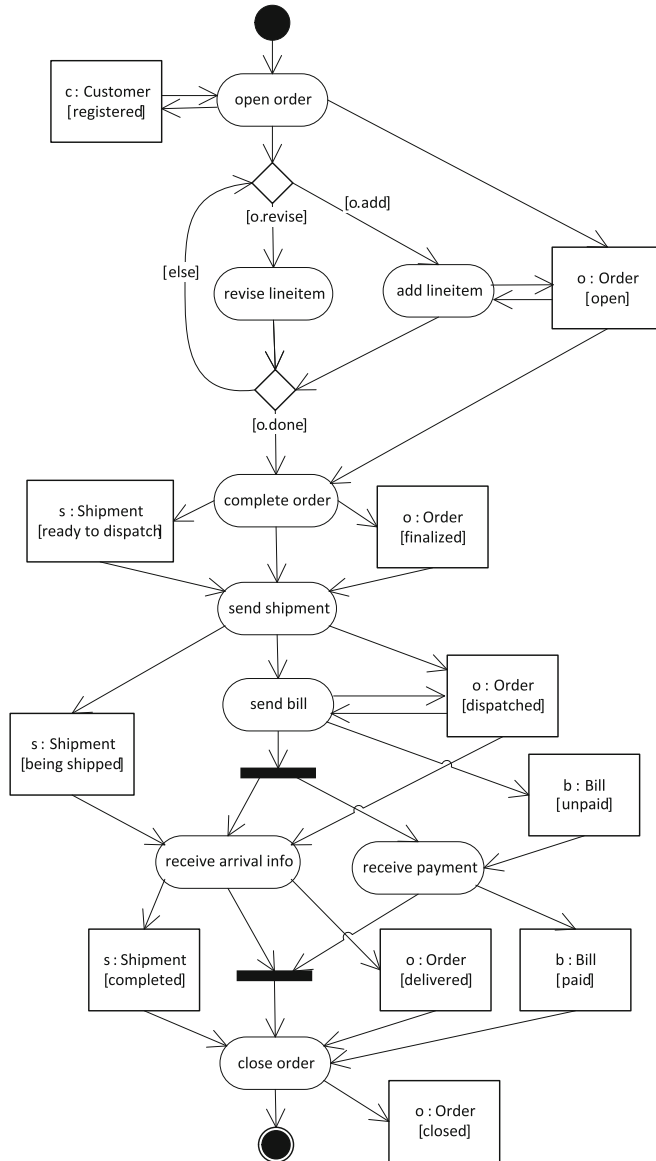 c : Customer
[registered]
open order
[o.add]
[o.revise]
[else]
revise lineitem
add lineitem
o : Order
[open]
[o.done]
s : Shipment
[ready to dispatch]
complete order
o : Order
[finalized]
send shipment
s : Shipment
[being shipped]
send bill
o : Order
[dispatched]
b : Bill
[unpaid]
receive arrival info
receive payment
s : Shipment
[completed]
o : Order
[delivered]
b : Bill
[paid]
close order
o : Order
[closed]